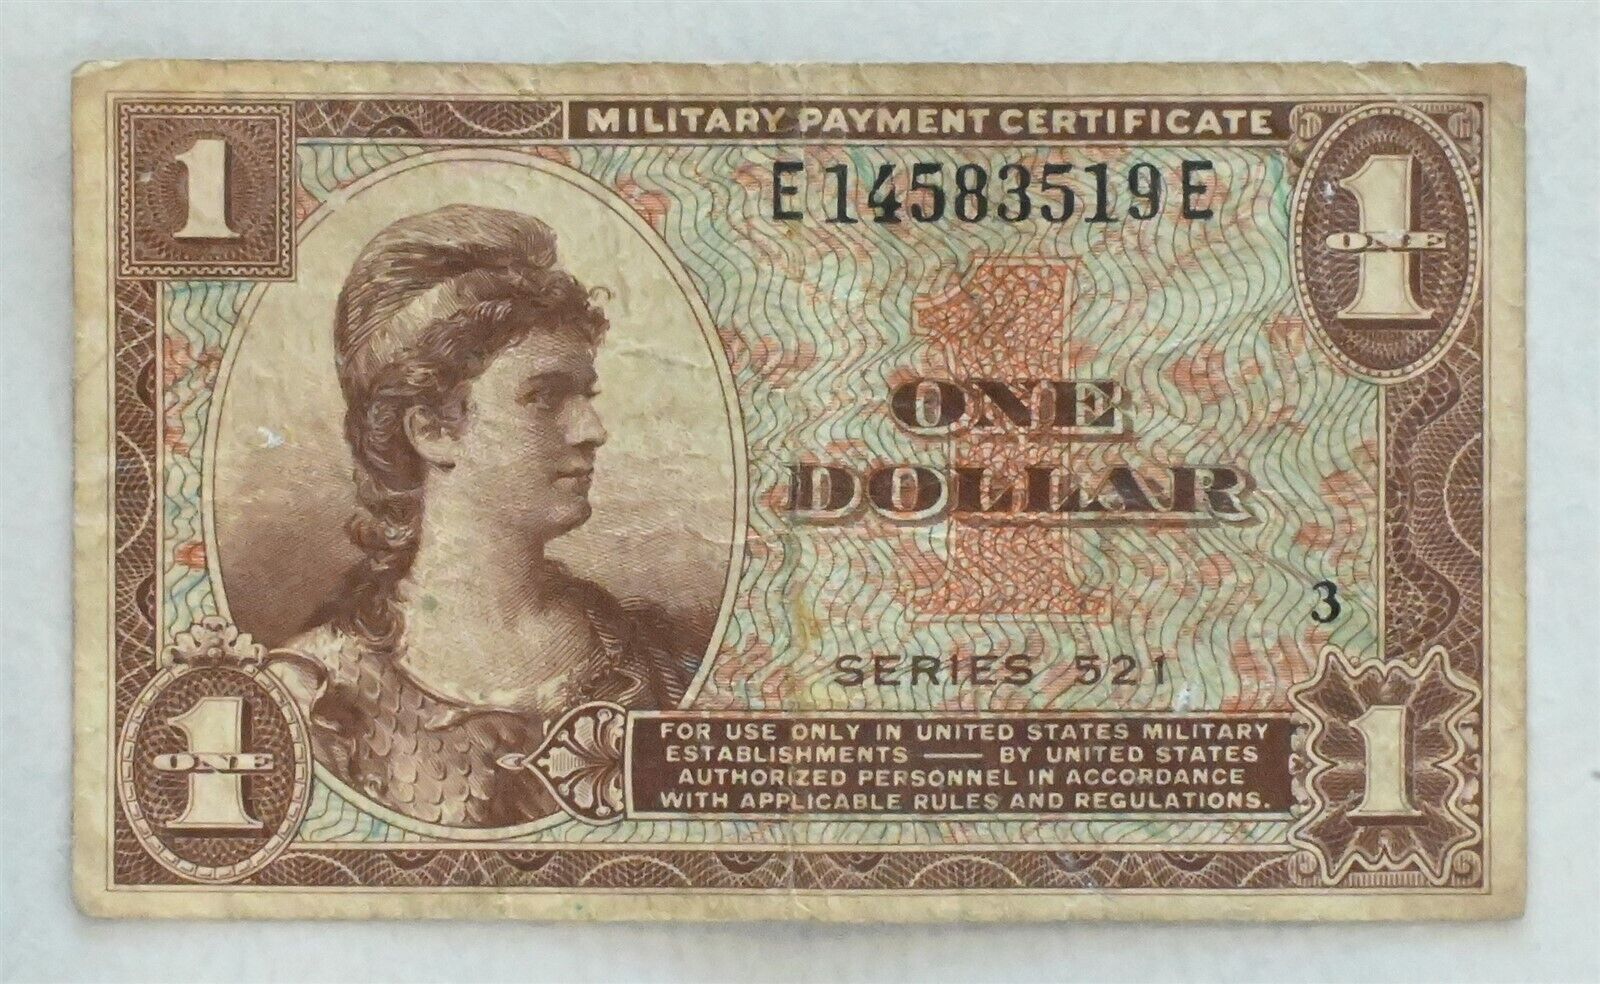 1
MILITARY PAYMENT CERTIFICATE
1
ONE
E14583519E
1
ONE
DOLLAR
3
SERIES 521
1
ONE
FOR USE ONLY IN UNITED STATES MILITARY
ESTABLISHMENTS — BY UNITED STATES
AUTHORIZED PERSONNEL IN ACCORDANCE
WITH APPLICABLE RULES AND REGULATIONS.
1